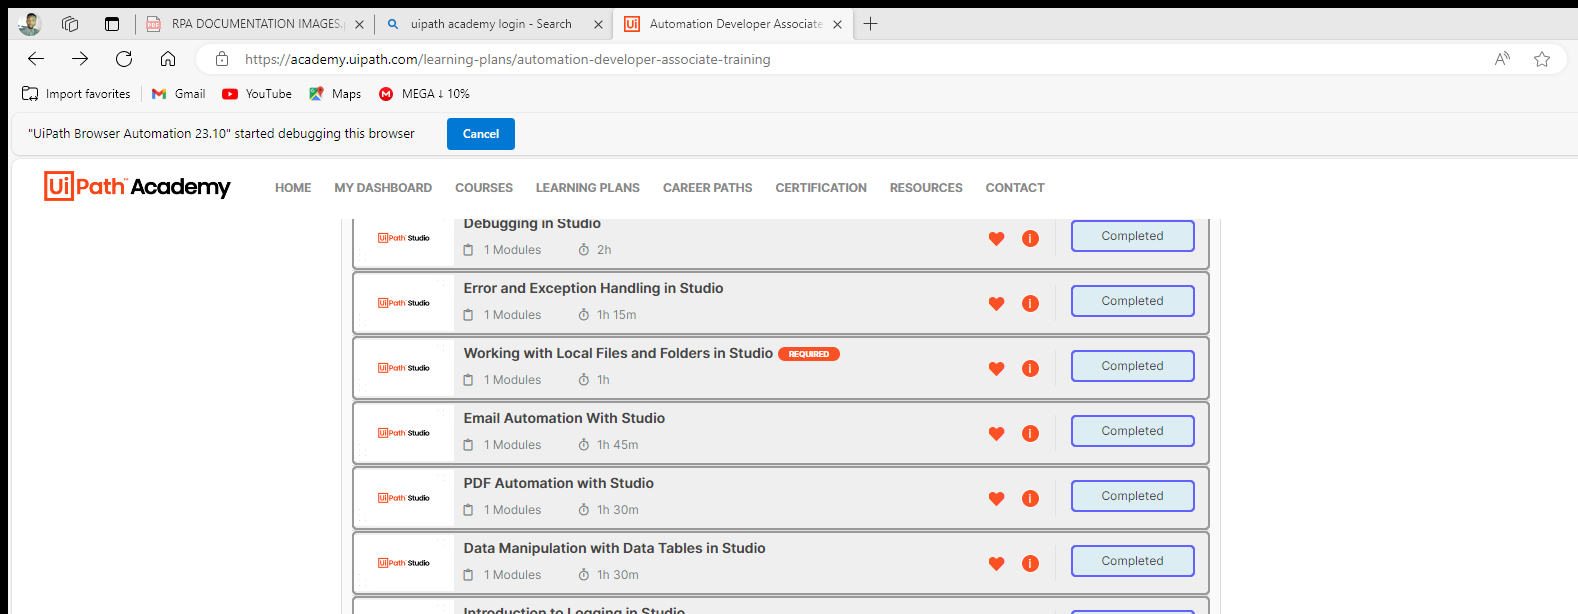 RPA DOCUMENTATION IMAGES.
uipath academy login - Search
Automation Developer Associate
https://academy.uipath.com/learning-plans/automation-developer-associate-training
Import favorites
Gmail
YouTube
Maps
MEGA ↓ 10%
"UiPath Browser Automation 23.10" started debugging this browser
Cancel
UiPath™ Academy
HOME
MY DASHBOARD
COURSES
LEARNING PLANS
CAREER PATHS
CERTIFICATION
RESOURCES
CONTACT
UiPath Studio
Debugging in Studio
1 Modules
2h
Completed
UiPath Studio
Error and Exception Handling in Studio
1 Modules
1h 15m
Completed
UiPath Studio
Working with Local Files and Folders in Studio REQUIRED
1 Modules
1h
Completed
UiPath Studio
Email Automation With Studio
1 Modules
1h 45m
Completed
UiPath Studio
PDF Automation with Studio
1 Modules
1h 30m
Completed
UiPath Studio
Data Manipulation with Data Tables in Studio
1 Modules
1h 30m
Completed
Introduction to Logging in Studio